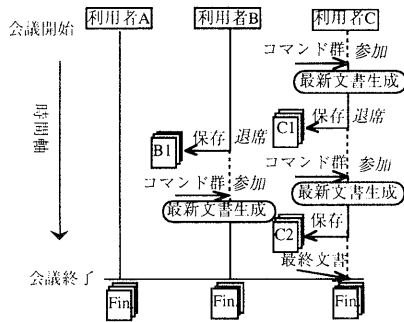 利用者A 利用者B 利用者C
会議開始
コマンド群 参加
最新文書生成
時間軸
C1 保存 退席
B1 保存 退席
コマンド群 参加
最新文書生成
コマンド群 参加
最新文書生成
C2 保存
最終文書
会議終了
Fin. Fin. Fin.